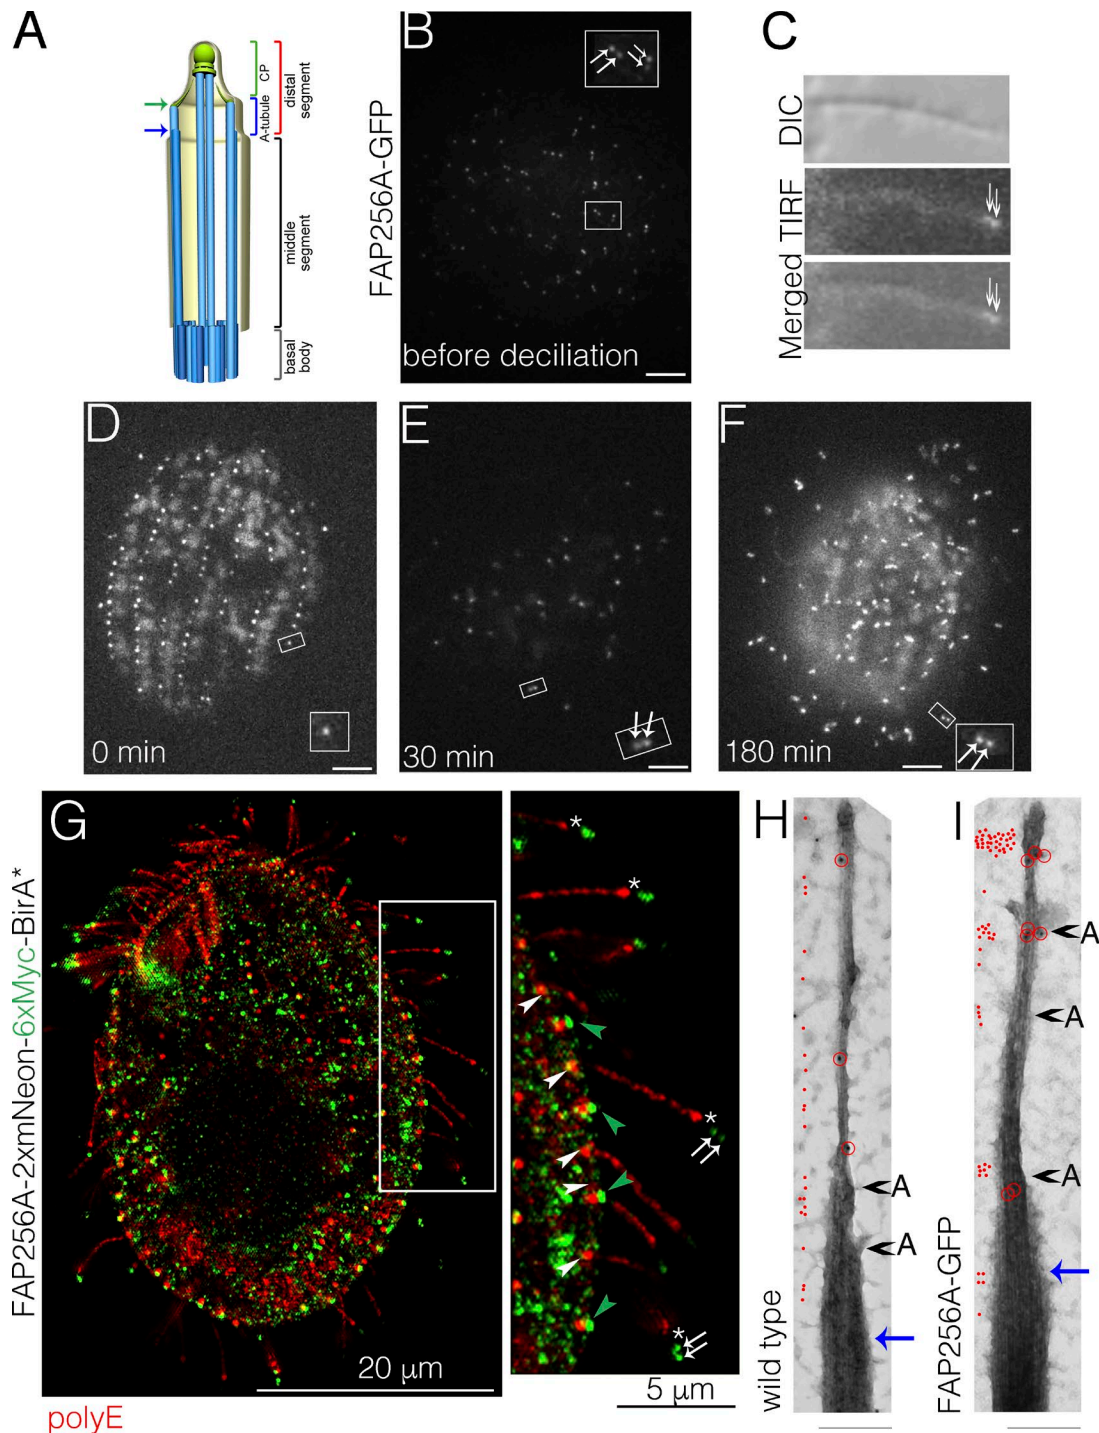 A
CP
A-tubule
distal
segment
middle
segment
basal
body
B
FAP256A-GFP
before deciliation
C
DIC
TIRF
Merged
D
0 min
E
30 min
F
180 min
G
FAP256A-2xmNeon-6xMyc-BirA*
20 µm
polyE
*
*
*
*
5 µm
H
wild type
A
A
I
FAP256A-GFP
A
A
A